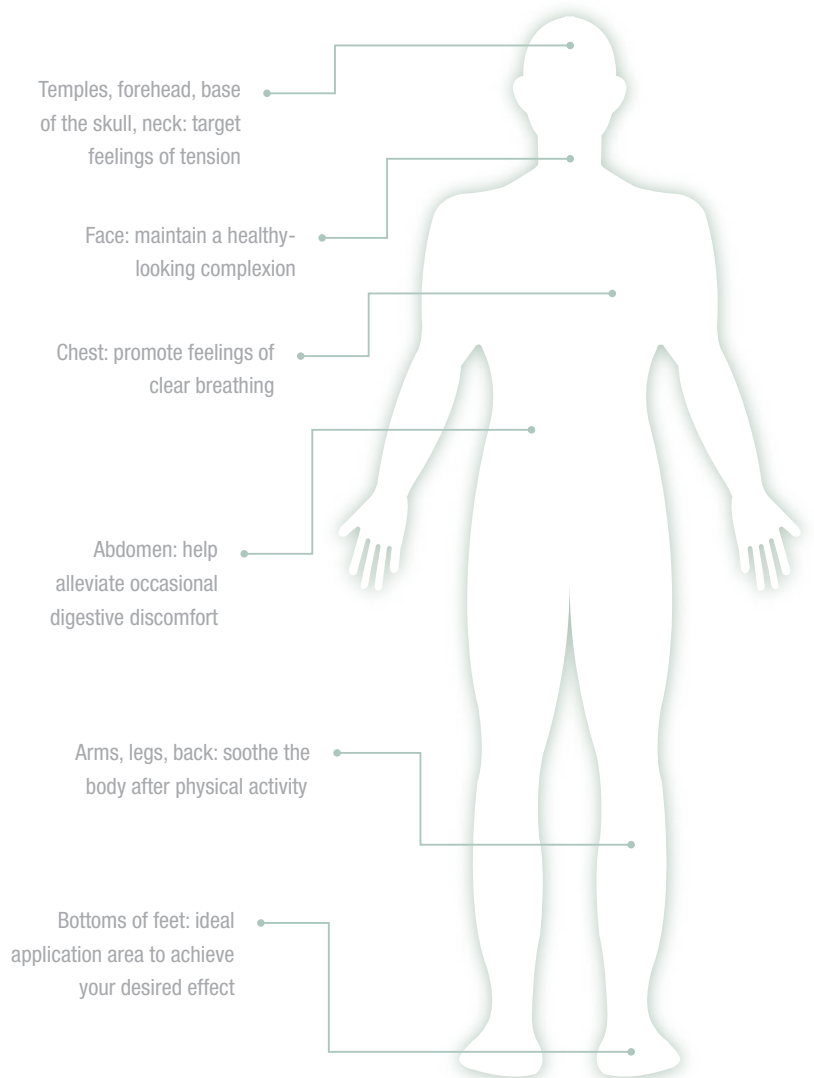 Temples, forehead, base
of the skull, neck: target
feelings of tension
Face: maintain a healthy-
looking complexion
Chest: promote feelings of
clear breathing
Abdomen: help
alleviate occasional
digestive discomfort
Arms, legs, back: soothe the
body after physical activity
Bottoms of feet: ideal
application area to achieve
your desired effect